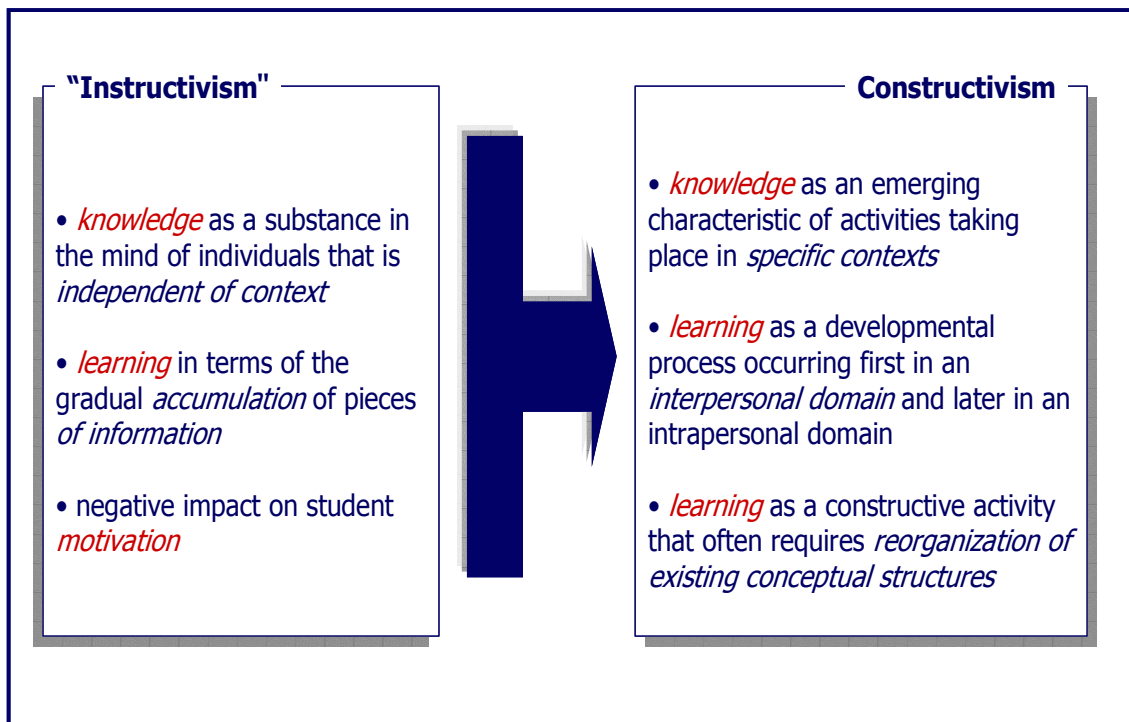 “Instructivism"
• knowledge as a substance in
the mind of individuals that is
independent of context
• learning in terms of the
gradual accumulation of pieces
of information
• negative impact on student
motivation
Constructivism
• knowledge as an emerging
characteristic of activities taking
place in specific contexts
• learning as a developmental
process occurring first in an
interpersonal domain and later in an
intrapersonal domain
• learning as a constructive activity
that often requires reorganization of
existing conceptual structures